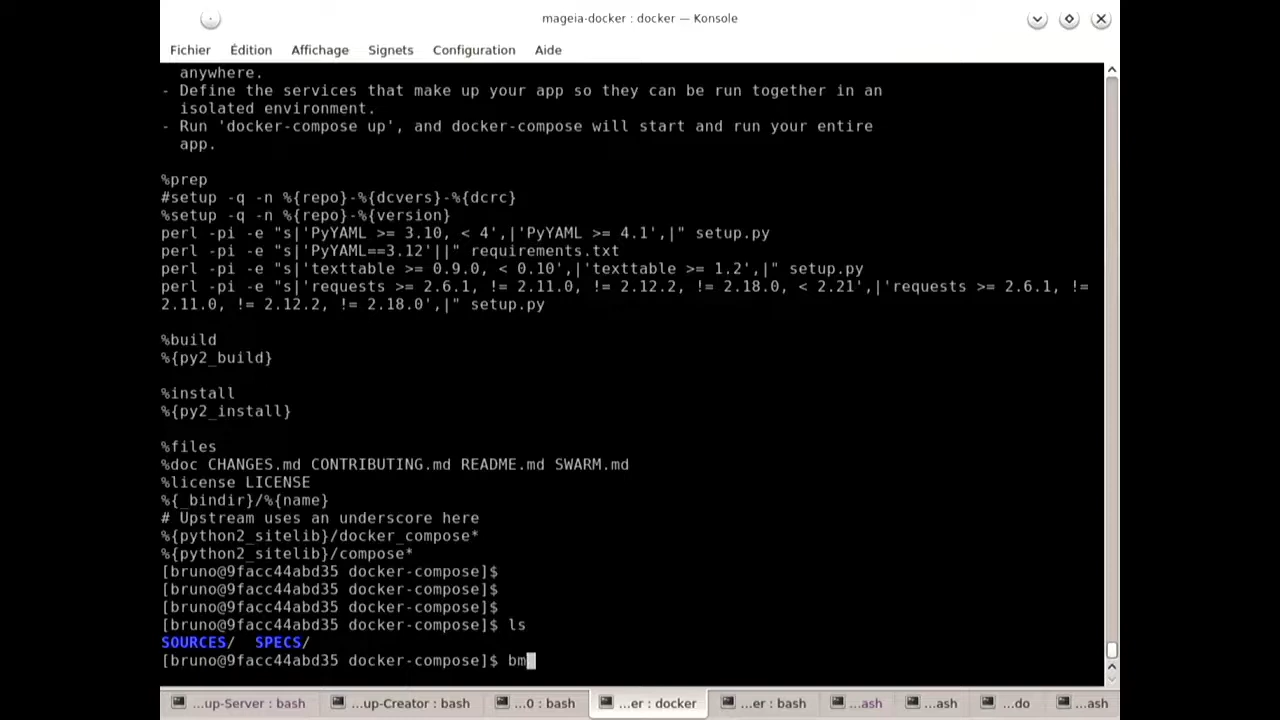 mageia-docker : docker — Konsole
Fichier Édition Affichage Signets Configuration Aide
anywhere.
- Define the services that make up your app so they can be run together in an
isolated environment.
- Run 'docker-compose up', and docker-compose will start and run your entire
app.
%prep
#setup -q -n %{repo}-%{dcvers}-%{dcrc}
%setup -q -n %{repo}-%{version}
perl -pi -e "s|'PyYAML >= 3.10, < 4',|'PyYAML >= 4.1',|" setup.py
perl -pi -e "s|'PyYAML==3.12'||" requirements.txt
perl -pi -e "s|'texttable >= 0.9.0, < 0.10',|'texttable >= 1.2',|" setup.py
perl -pi -e "s|'requests >= 2.6.1, != 2.11.0, != 2.12.2, != 2.18.0, < 2.21',|'requests >= 2.6.1, !=
2.11.0, != 2.12.2, != 2.18.0',|" setup.py
%build
%{py2_build}
%install
%{py2_install}
%files
%doc CHANGES.md CONTRIBUTING.md README.md SWARM.md
%license LICENSE
%{_bindir}/%{name}
# Upstream uses an underscore here
%{python2_sitelib}/docker_compose*
%{python2_sitelib}/compose*
[bruno@9facc44abd35 docker-compose]$
[bruno@9facc44abd35 docker-compose]$
[bruno@9facc44abd35 docker-compose]$
[bruno@9facc44abd35 docker-compose]$ ls
SOURCES/ SPECS/
[bruno@9facc44abd35 docker-compose]$ bm
...up-Server : bash ...up-Creator : bash ...0 : bash ...er : docker ...er : bash ...ash ...ash ...do ...ash